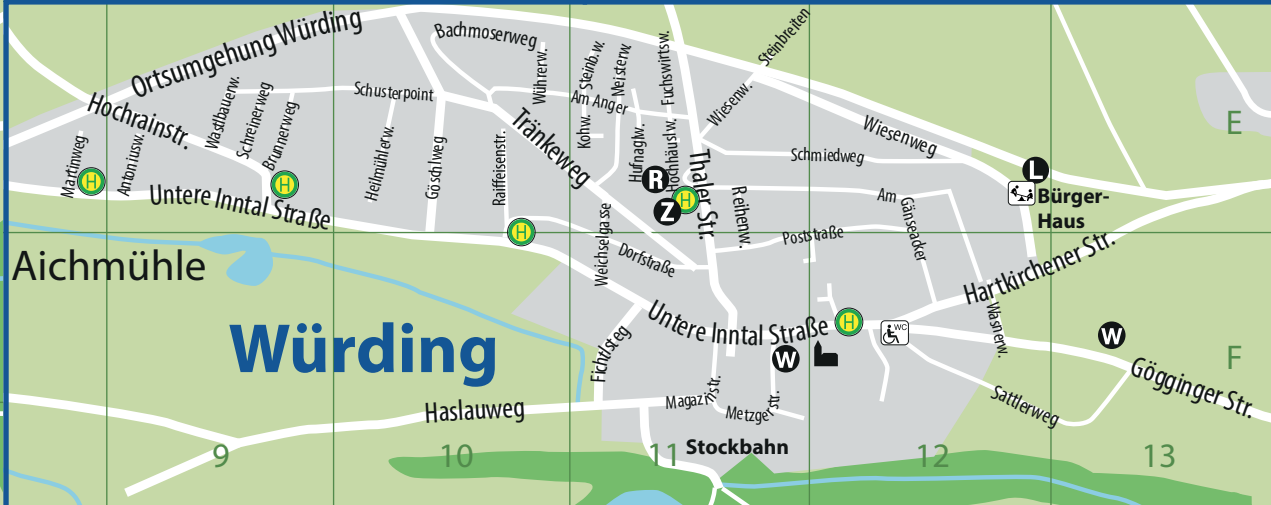 Ortsumgehung Würding
Bachmoserweg
Steinbreiten
Wührerw.
Steinb.w.
Meisterw.
Fuchswirtsw.
Hochrainstr.
Wastlbauerw.
Schreinerweg
Brunnerweg
Schusterpoint
Am Anger
Wiesenw.
Wiesenweg
E
Martinweg
Antoniusw.
Heilmühlerw.
Göschlweg
Raiffeisenstr.
Tränkeweg
Kohw.
Hufnaglw.
Hochhäuslw.
Thaler Str.
Schmiedweg
H
H
R
H
Z
L
Bürger-
Haus
Untere Inntal Straße
H
Weichselgasse
Dorfstraße
Reihenw.
Poststraße
Am
Gänseacker
Hartkirchener Str.
Aichmühle
Würding
Fichtlsteg
Untere Inntal Straße
H
WC
Wasnerw.
W
W
F
Gögginger Str.
Haslauweg
Magazinstr.
Metzgerstr.
Sattlerweg
Stockbahn
9
10
11
12
13